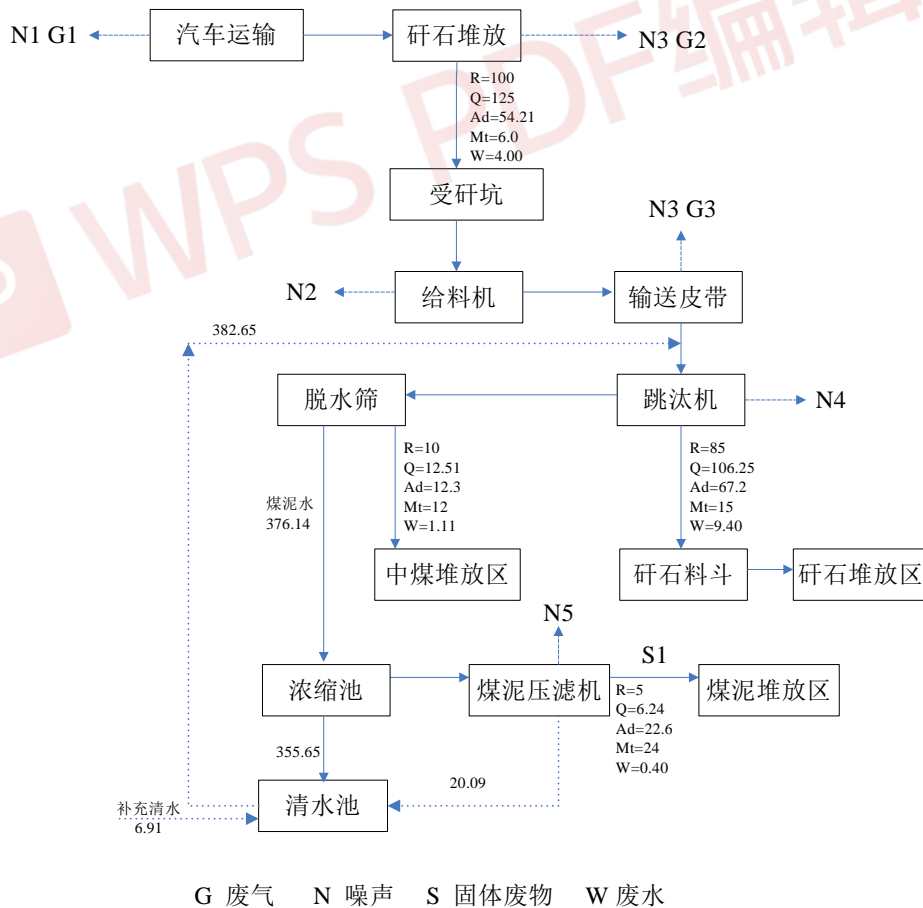 N1 G1
汽车运输
矸石堆放
N3 G2
R=100
Q=125
Ad=54.21
Mt=6.0
W=4.00
受矸坑
N3 G3
N2
给料机
输送皮带
382.65
脱水筛
跳汰机
N4
R=10
Q=12.51
Ad=12.3
Mt=12
W=1.11
R=85
Q=106.25
Ad=67.2
Mt=15
W=9.40
煤泥水
376.14
中煤堆放区
矸石料斗
矸石堆放区
N5
S1
浓缩池
煤泥压滤机
煤泥堆放区
R=5
Q=6.24
Ad=22.6
Mt=24
W=0.40
355.65
20.09
清水池
补充清水
6.91
G 废气 N 噪声 S 固体废物 W 废水
WPS PDF编辑